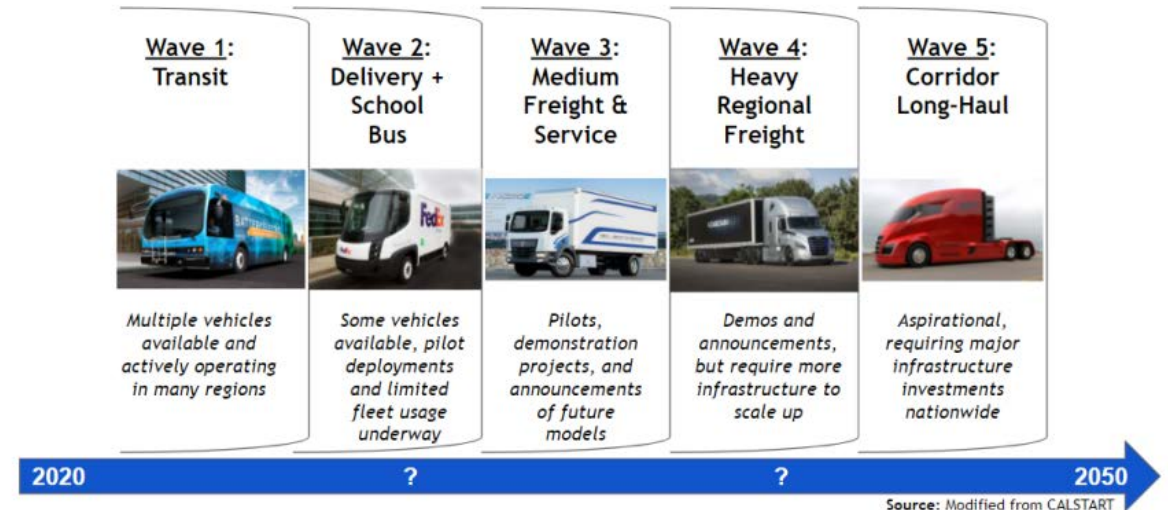 Wave 1:
Transit
Wave 2:
Delivery +
School
Bus
Wave 3:
Medium
Freight &
Service
Wave 4:
Heavy
Regional
Freight
Wave 5:
Corridor
Long-Haul
FedEx
Multiple vehicles
available and
actively operating
in many regions
Some vehicles
available, pilot
deployments
and limited
fleet usage
underway
Pilots,
demonstration
projects, and
announcements
of future
models
Demos and
announcements,
but require more
infrastructure to
scale up
Aspirational,
requiring major
infrastructure
investments
nationwide
2020 ? ? 2050
Source: Modified from CALSTART